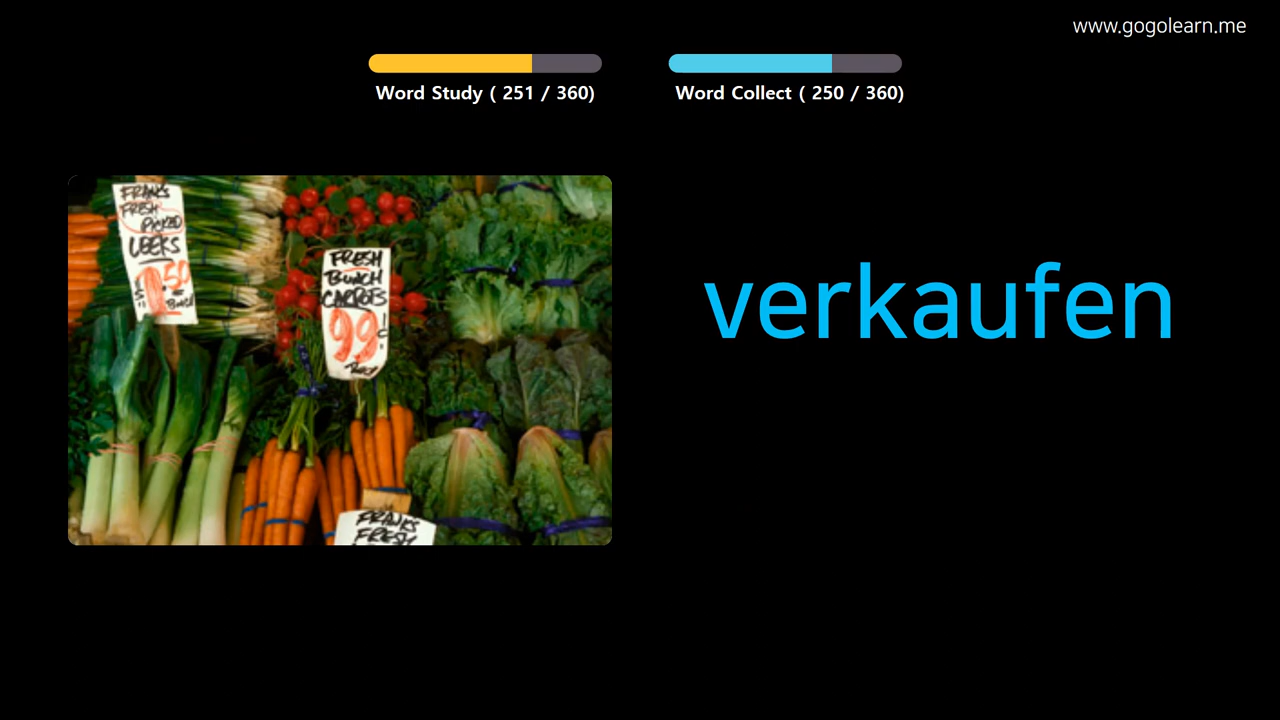 www.gogolearn.me
Word Study ( 251 / 360)
Word Collect ( 250 / 360)
FRANK'S
FRESH
PICKED
LEEKS
FRESH
BUNCH
CARROTS
99¢
verkaufen
FRANK'S
FRESH